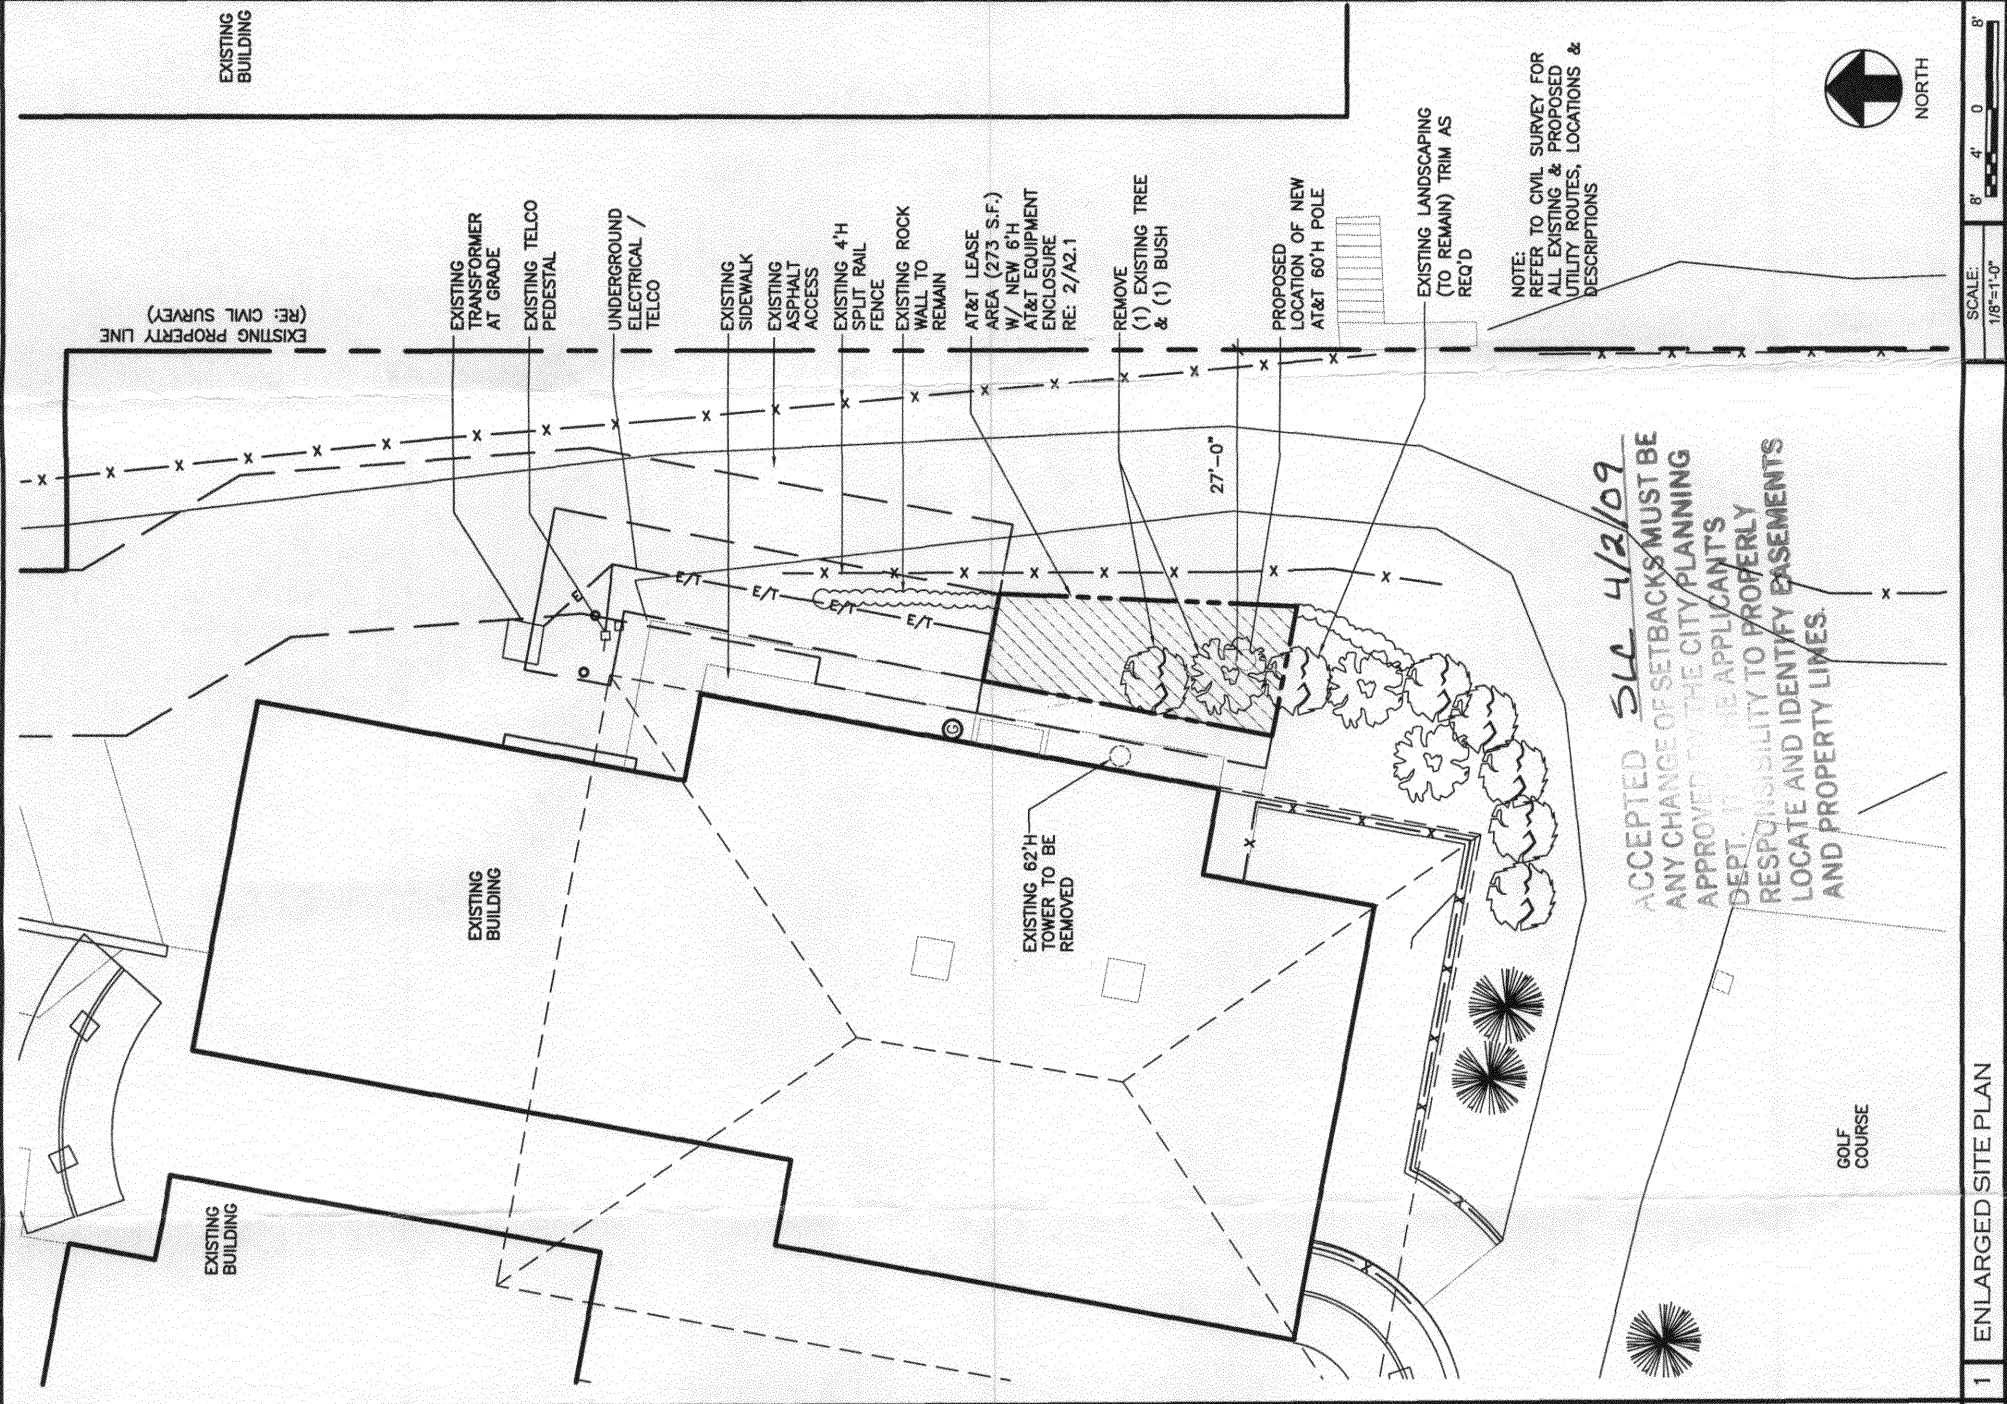 EXISTING
BUILDING
EXISTING PROPERTY LINE
(RE: CIVIL SURVEY)
EXISTING
TRANSFORMER
AT GRADE
EXISTING TELCO
PEDESTAL
UNDERGROUND
ELECTRICAL /
TELCO
EXISTING
SIDEWALK
EXISTING
ASPHALT
ACCESS
EXISTING 4'H
SPLIT RAIL
FENCE
EXISTING ROCK
WALL TO
REMAIN
AT&T LEASE
AREA (273 S.F.)
W/ NEW 6'H
AT&T EQUIPMENT
ENCLOSURE
RE: 2/A2.1
REMOVE
(1) EXISTING TREE
& (1) BUSH
PROPOSED
LOCATION OF NEW
AT&T 60'H POLE
EXISTING LANDSCAPING
(TO REMAIN) TRIM AS
REQ'D
NOTE:
REFER TO CIVIL SURVEY FOR
ALL EXISTING & PROPOSED
UTILITY ROUTES, LOCATIONS &
DESCRIPTIONS
NORTH
27'-0"
E
E/T
E/T
E/T
E/T
G
EXISTING
BUILDING
EXISTING 62'H
TOWER TO BE
REMOVED
EXISTING
BUILDING
GOLF
COURSE
ACCEPTED SLC 4/2/09
ANY CHANGE OF SETBACKS MUST BE
APPROVED BY THE CITY PLANNING
DEPT. IT IS THE APPLICANT'S
RESPONSIBILITY TO PROPERLY
LOCATE AND IDENTIFY EASEMENTS
AND PROPERTY LINES.
1 ENLARGED SITE PLAN
SCALE:
1/8"=1'-0"
8' 4' 0 8'